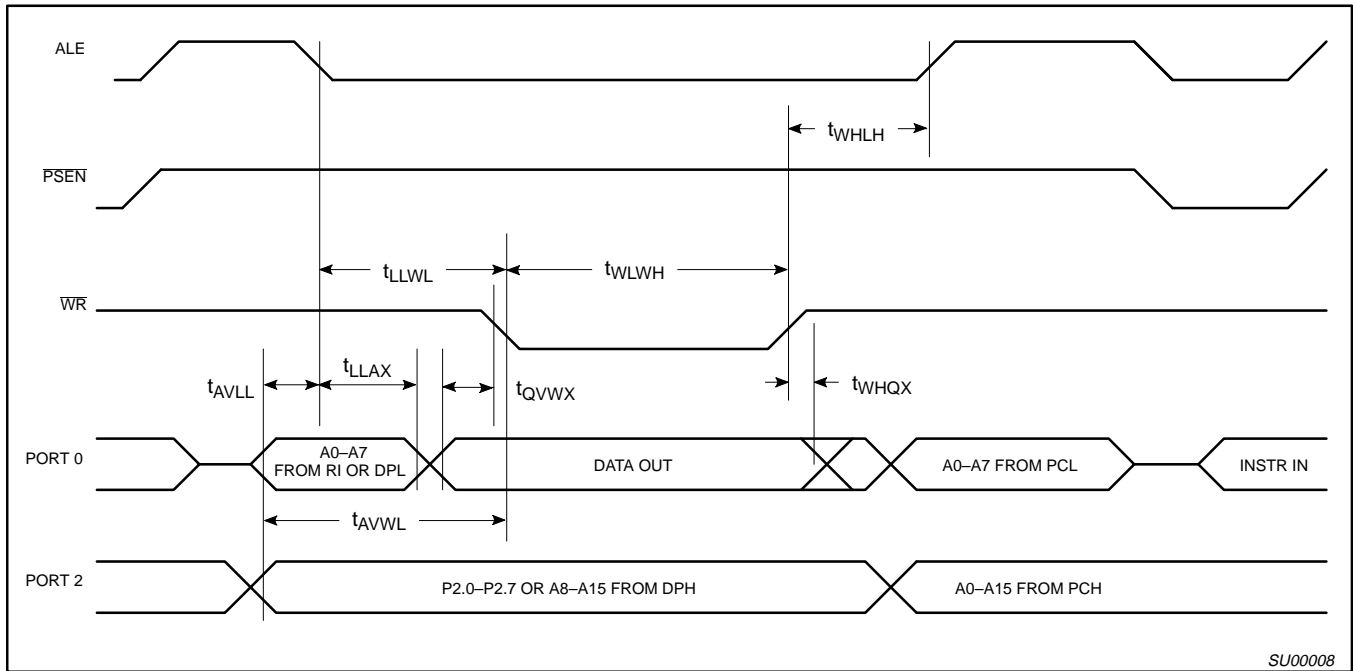 ALE
tWHLH
PSEN
tLLWL
tWLWH
WR
tAVLL
tLLAX
tQVWX
tWHQX
PORT 0
A0–A7
FROM RI OR DPL
DATA OUT
A0–A7 FROM PCL
INSTR IN
tAVWL
PORT 2
P2.0–P2.7 OR A8–A15 FROM DPH
A0–A15 FROM PCH
SU00008